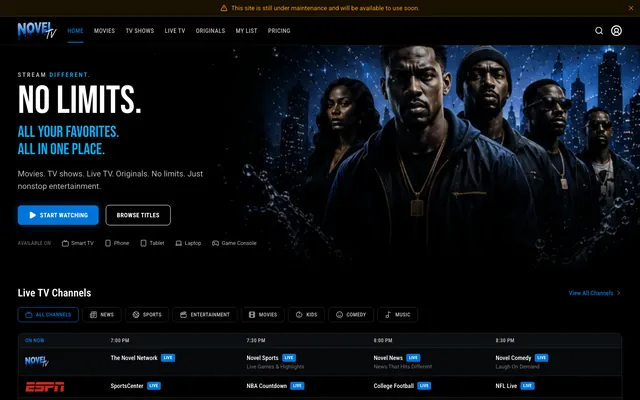 This site is still under maintenance and will be available to use soon.
NOVEL TV
HOME MOVIES TV SHOWS LIVE TV ORIGINALS MY LIST PRICING
STREAM DIFFERENT.
NO LIMITS.
ALL YOUR FAVORITES.
ALL IN ONE PLACE.
Movies. TV shows. Live TV. Originals. No limits. Just
nonstop entertainment.
START WATCHING BROWSE TITLES
AVAILABLE ON Smart TV Phone Tablet Laptop Game Console
Live TV Channels View All Channels
ALL CHANNELS NEWS SPORTS ENTERTAINMENT MOVIES KIDS COMEDY MUSIC
ON NOW 7:00 PM 7:30 PM 8:00 PM 8:30 PM
NOVEL TV The Novel Network LIVE Novel Sports LIVE Novel News LIVE Novel Comedy LIVE
Live Games & Highlights News That Hits Different Laugh On Demand
ESPN SportsCenter LIVE NBA Countdown LIVE College Football LIVE NFL Live LIVE